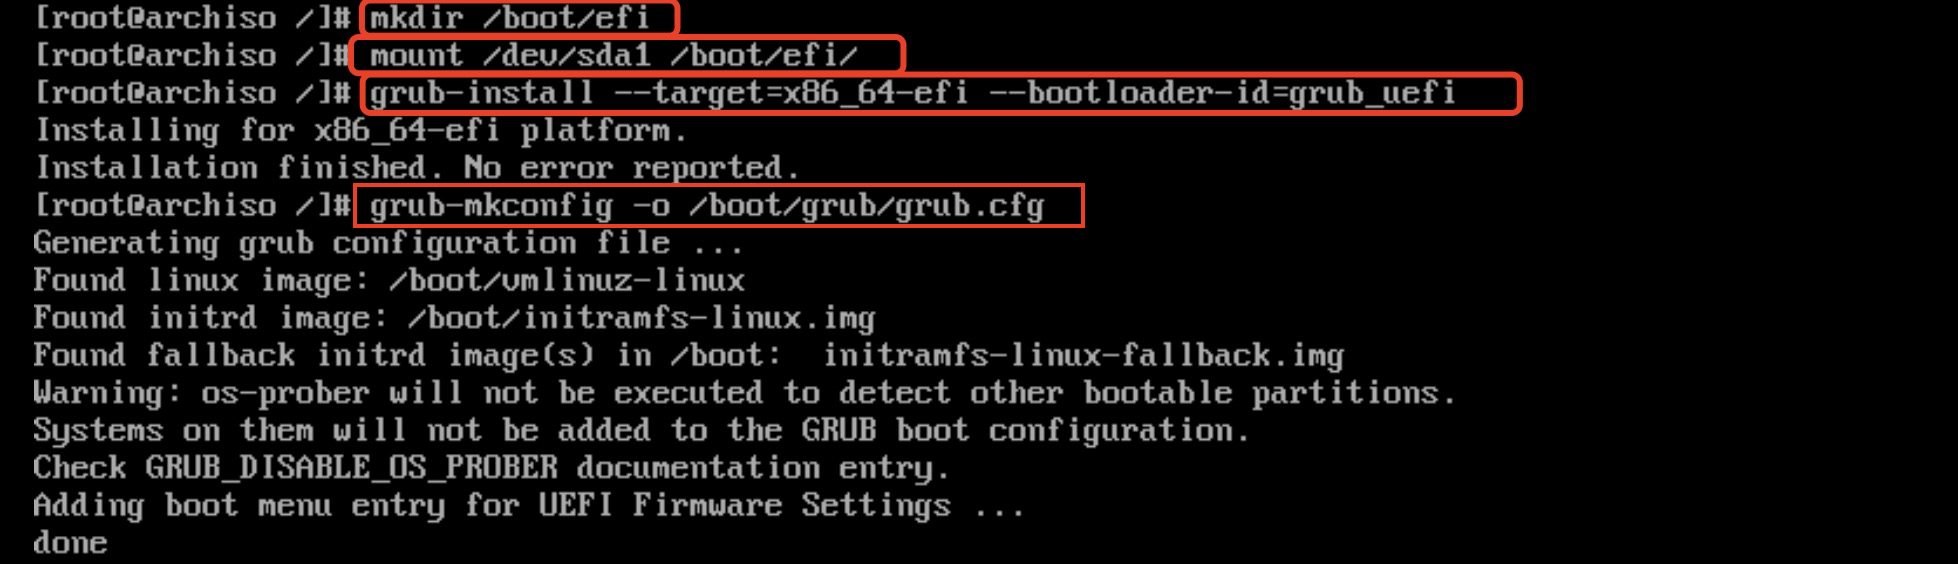 [root@archiso /]# mkdir /boot/efi
[root@archiso /]# mount /dev/sda1 /boot/efi/
[root@archiso /]# grub-install --target=x86_64-efi --bootloader-id=grub_uefi
Installing for x86_64-efi platform.
Installation finished. No error reported.
[root@archiso /]# grub-mkconfig -o /boot/grub/grub.cfg
Generating grub configuration file ...
Found linux image: /boot/vmlinuz-linux
Found initrd image: /boot/initramfs-linux.img
Found fallback initrd image(s) in /boot:  initramfs-linux-fallback.img
Warning: os-prober will not be executed to detect other bootable partitions.
Systems on them will not be added to the GRUB boot configuration.
Check GRUB_DISABLE_OS_PROBER documentation entry.
Adding boot menu entry for UEFI Firmware Settings ...
done